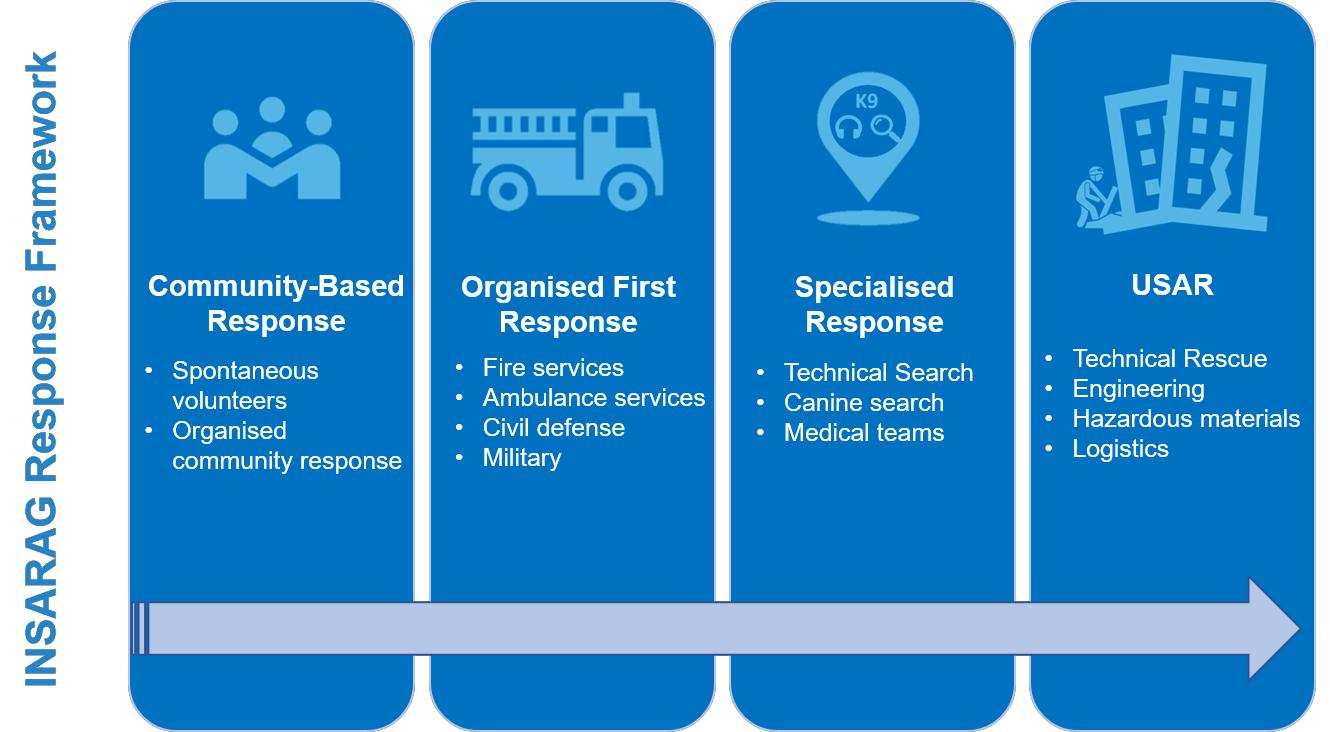 INSARAG Response Framework
Community-Based
Response
• Spontaneous
volunteers
• Organised
community response
Organised First
Response
• Fire services
• Ambulance services
• Civil defense
• Military
K9
Specialised
Response
• Technical Search
• Canine search
• Medical teams
USAR
• Technical Rescue
• Engineering
• Hazardous materials
• Logistics